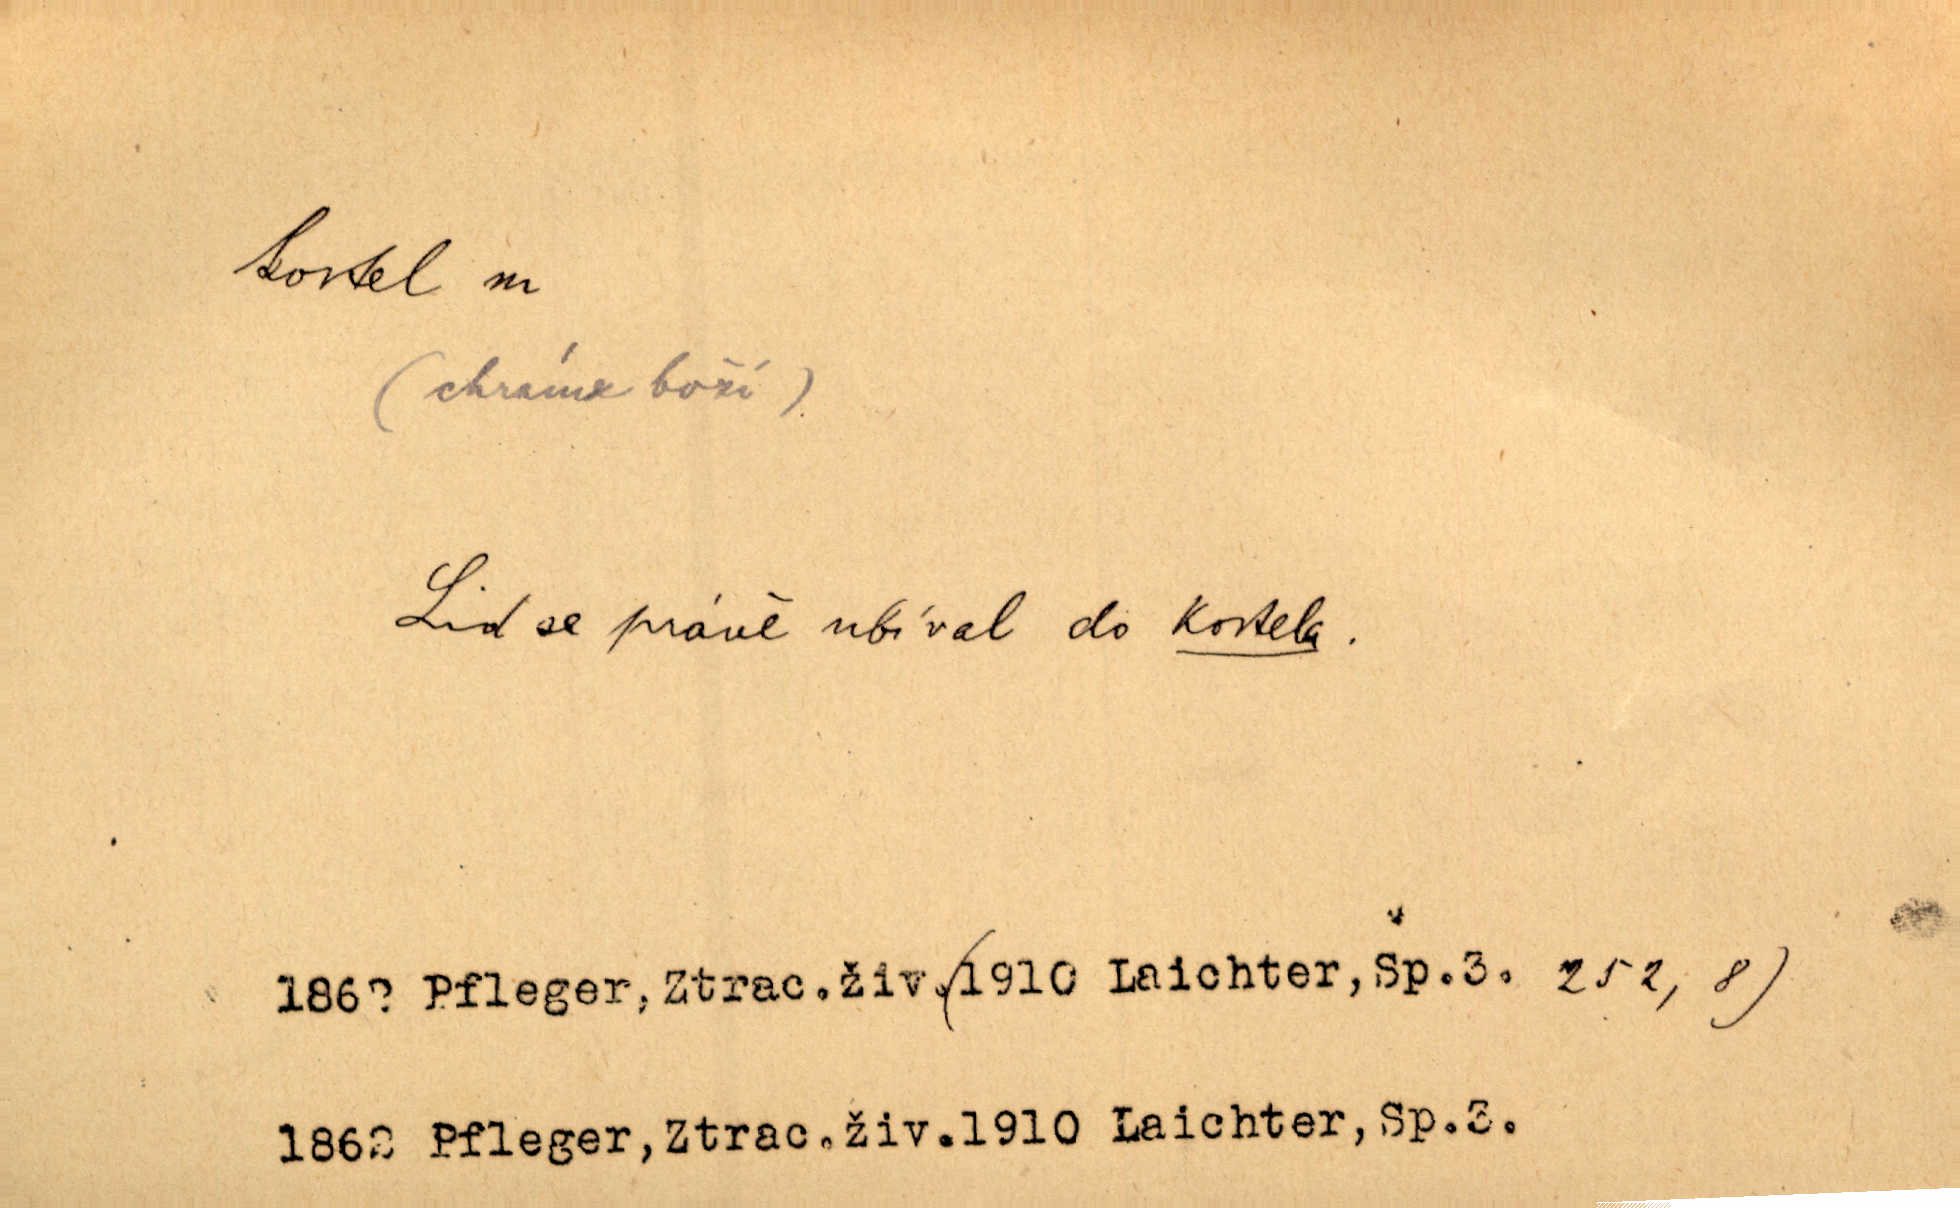 kostel m
(chrám boží)
Lid se právě ubíral do kostela.
1862 Pfleger, Ztrac. živ. (1910 Laichter, Sp.3. 252, 8)
1862 Pfleger, Ztrac. živ. 1910 Laichter, Sp.3.